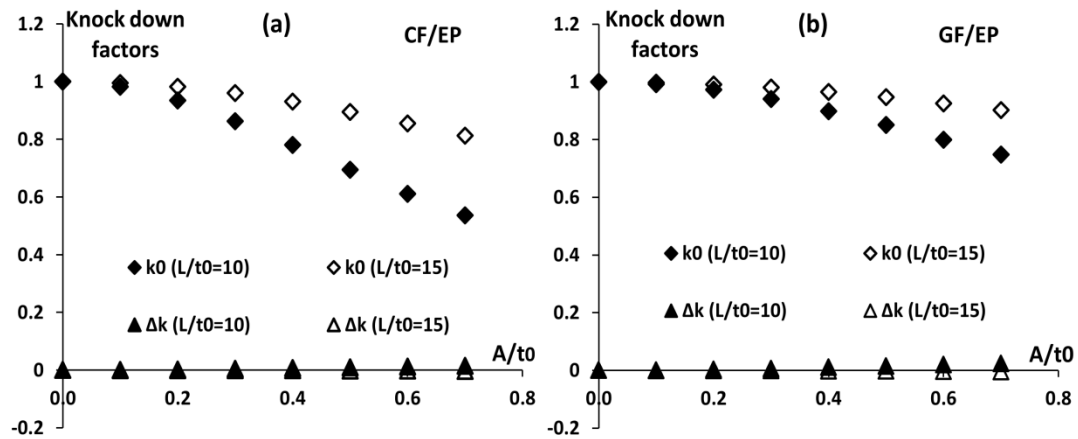 1.2
Knock down
factors
(a)
CF/EP
1
0.8
0.6
0.4
k0 (L/t0=10)
k0 (L/t0=15)
0.2
Δk (L/t0=10)
Δk (L/t0=15)
A/t0
0
0.0
0.2
0.4
0.6
0.8
-0.2
1.2
Knock down
factors
(b)
GF/EP
1
0.8
0.6
0.4
k0 (L/t0=10)
k0 (L/t0=15)
0.2
Δk (L/t0=10)
Δk (L/t0=15)
A/t0
0
0.0
0.2
0.4
0.6
0.8
-0.2